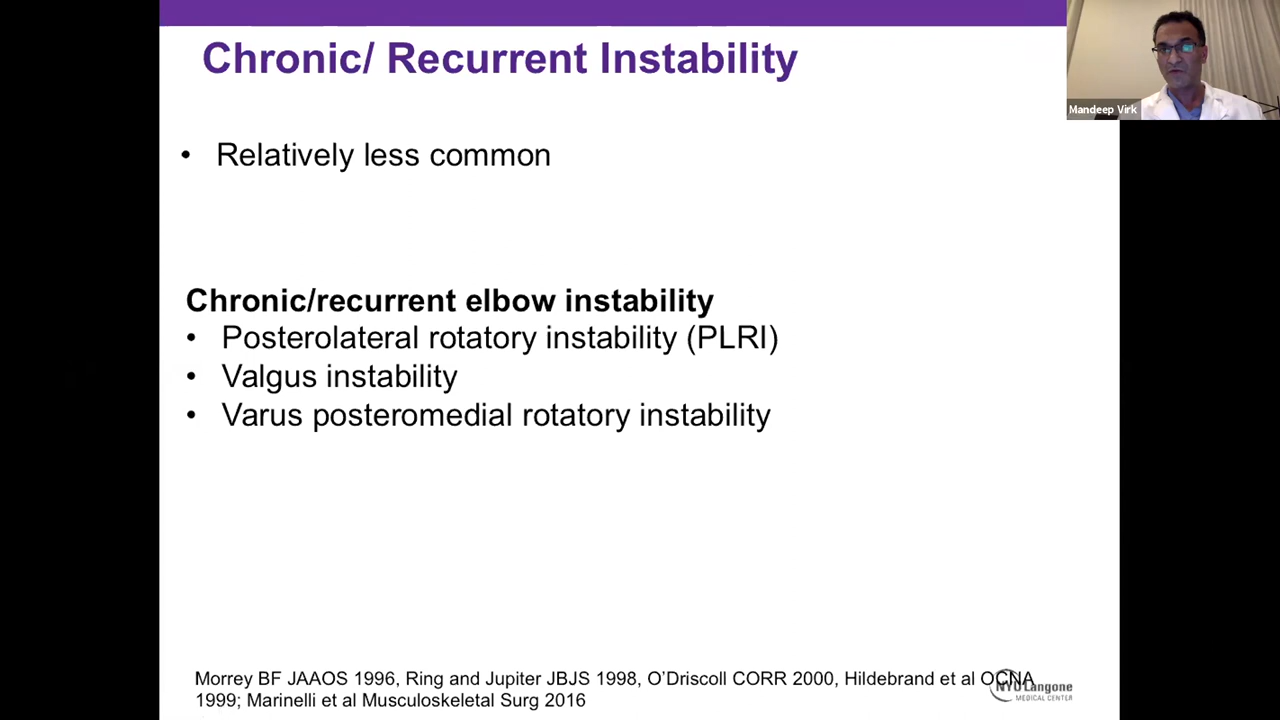 Chronic/ Recurrent Instability
Mandeep Virk
• Relatively less common
Chronic/recurrent elbow instability
• Posterolateral rotatory instability (PLRI)
• Valgus instability
• Varus posteromedial rotatory instability
Morrey BF JAAOS 1996, Ring and Jupiter JBJS 1998, O’Driscoll CORR 2000, Hildebrand et al OCNA
1999; Marinelli et al Musculoskeletal Surg 2016
NYU Langone
MEDICAL CENTER